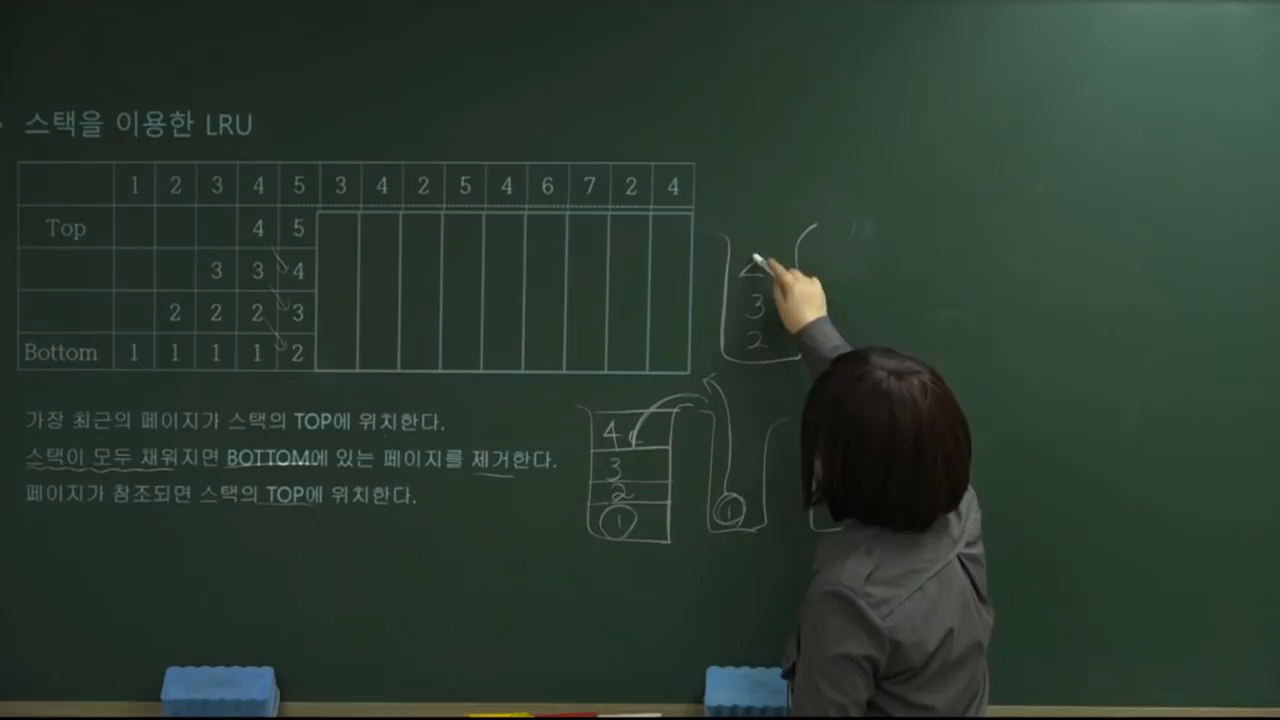 스택을 이용한 LRU
1 2 3 4 5 3 4 2 5 4 6 7 2 4
Top 4 5
3 3 4
2 2 2 3
Bottom 1 1 1 1 2
가장 최근의 페이지가 스택의 TOP에 위치한다.
스택이 모두 채워지면 BOTTOM에 있는 페이지를 제거한다.
페이지가 참조되면 스택의 TOP에 위치한다.
3
2
4
3
2
1
1